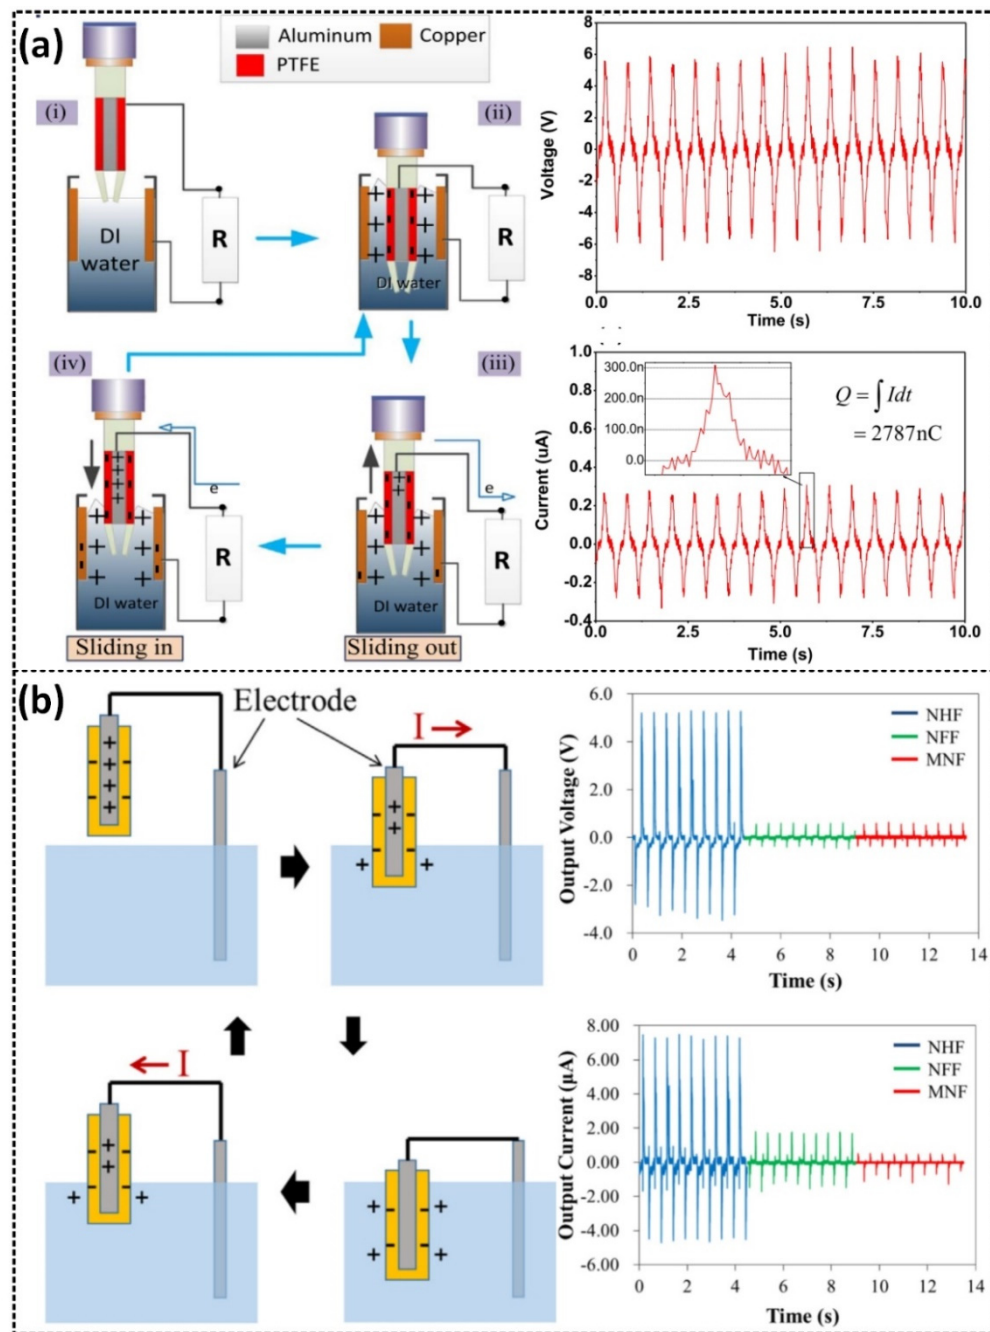 (a)
Aluminum Copper
PTFE
(i)
DI
water
R
(ii)
+ +
+ +
+ +
DI water
R
(iv)
+
+
+
+
e
+ +
+ +
+ +
DI water
R
Sliding in
(iii)
+
e
+ +
+ +
+ +
DI water
R
Sliding out
8
6
4
2
0
-2
-4
-6
-8
Voltage (V)
0.0 2.5 5.0 7.5 10.0
Time (s)
1.0
0.8
0.6
0.4
0.2
0.0
-0.2
-0.4
Current (uA)
300.0n
200.0n
100.0n
0.0
Q = ∫ Idt
= 2787nC
0.0 2.5 5.0 7.5 10.0
Time (s)
(b)
Electrode
+
+
+
+
I
+
+
+ +
I
+
+
+ +
+ +
+ +
6.0
4.0
2.0
0.0
-2.0
-4.0
Output Voltage (V)
NHF
NFF
MNF
0 2 4 6 8 10 12 14
Time (s)
8.00
6.00
4.00
2.00
0.00
-2.00
-4.00
-6.00
Output Current (µA)
NHF
NFF
MNF
0 2 4 6 8 10 12 14
Time (s)